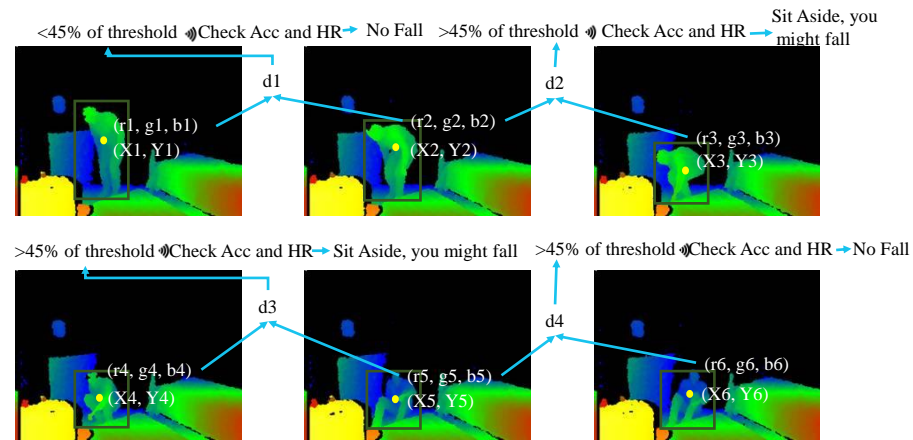 <45% of threshold Check Acc and HR No Fall
>45% of threshold Check Acc and HR Sit Aside, you
might fall
d1
d2
(r1, g1, b1)
(X1, Y1)
(r2, g2, b2)
(X2, Y2)
(r3, g3, b3)
(X3, Y3)
>45% of threshold Check Acc and HR Sit Aside, you might fall
>45% of threshold Check Acc and HR No Fall
d3
d4
(r4, g4, b4)
(X4, Y4)
(r5, g5, b5)
(X5, Y5)
(r6, g6, b6)
(X6, Y6)